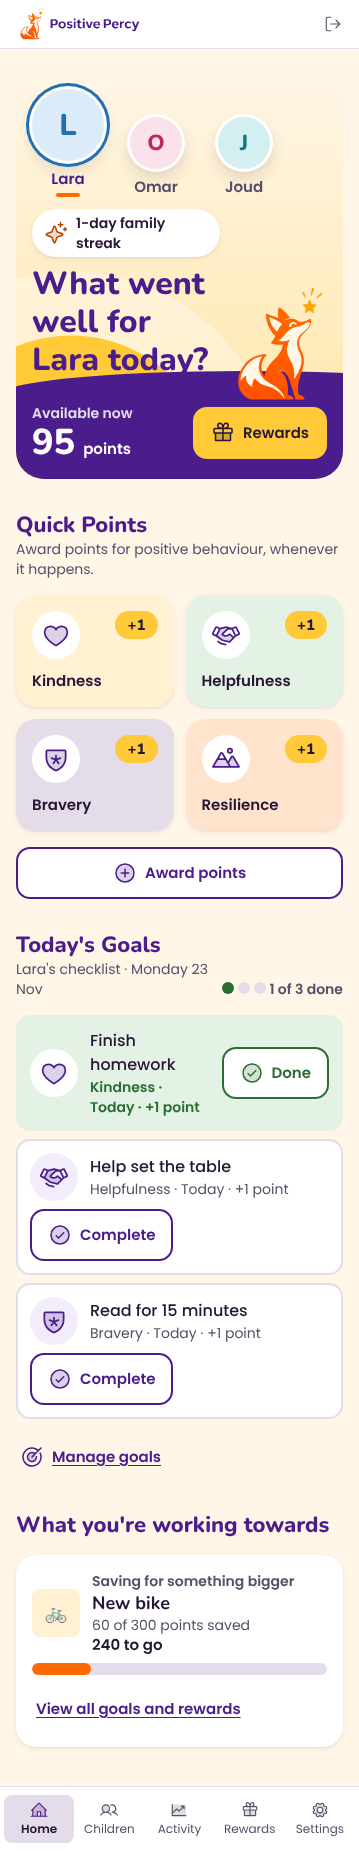 Positive Percy
L
O
J
Lara
Omar
Joud
1-day family
streak
What went
well for
Lara today?
Available now
95 points
Rewards
Quick Points
Award points for positive behaviour, whenever
it happens.
+1
Kindness
+1
Helpfulness
+1
Bravery
+1
Resilience
Award points
Today's Goals
Lara's checklist · Monday 23
Nov
1 of 3 done
Finish
homework
Kindness ·
Today · +1 point
Done
Help set the table
Helpfulness · Today · +1 point
Complete
Read for 15 minutes
Bravery · Today · +1 point
Complete
Manage goals
What you're working towards
Saving for something bigger
New bike
60 of 300 points saved
240 to go
View all goals and rewards
Home
Children
Activity
Rewards
Settings